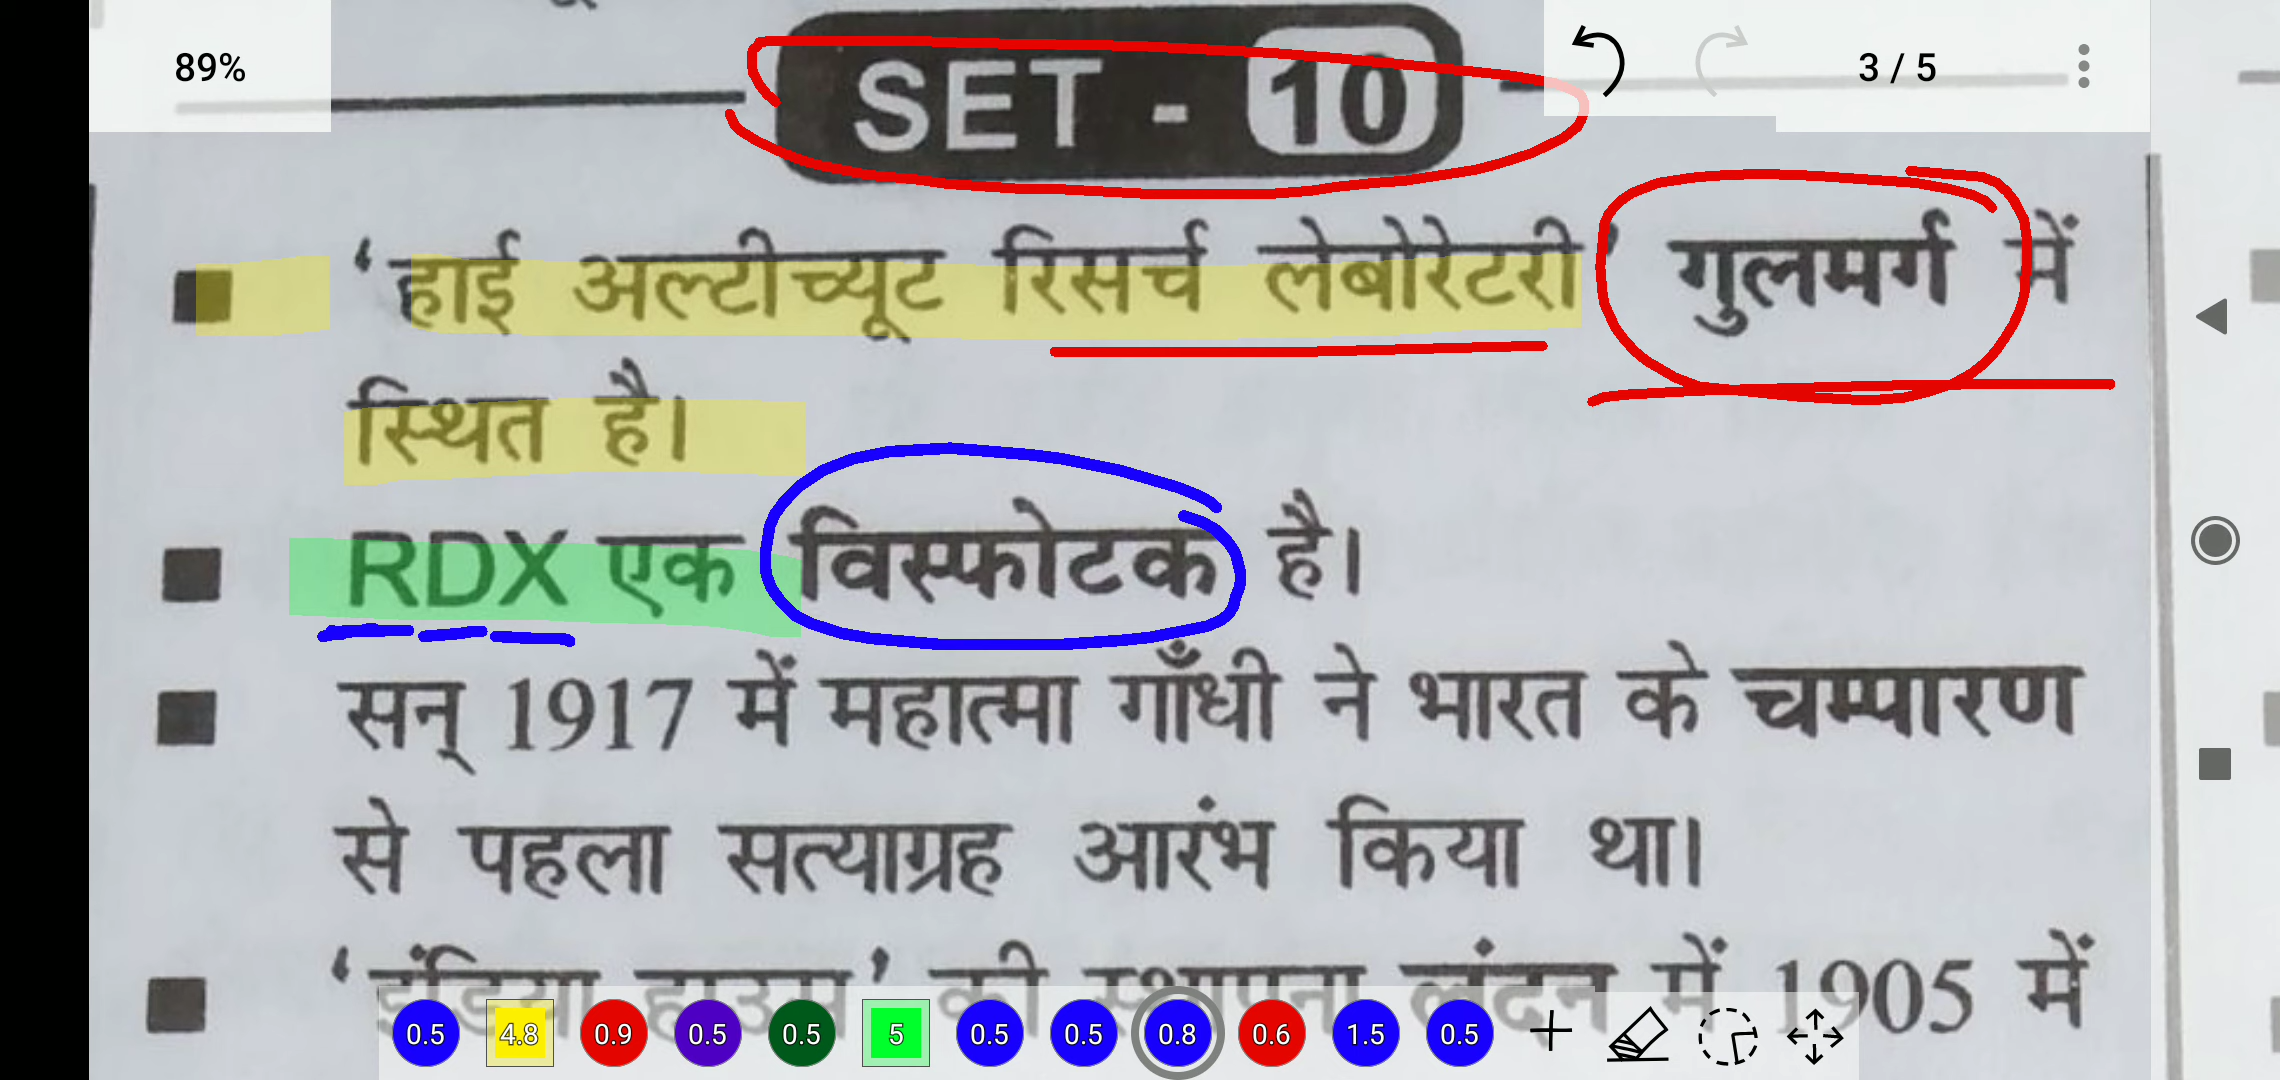 89%
3 / 5
SET - 10
‘हाई अल्टीच्यूट रिसर्च लेबोरेटरी’ गुलमर्ग में
स्थित है।
RDX एक विस्फोटक है।
सन् 1917 में महात्मा गाँधी ने भारत के चम्पारण
से पहला सत्याग्रह आरंभ किया था।
‘इंडिया हाउस’ की स्थापना लंदन में 1905 में
0.5 4.8 0.9 0.5 0.5 5 0.5 0.5 0.8 0.6 1.5 0.5